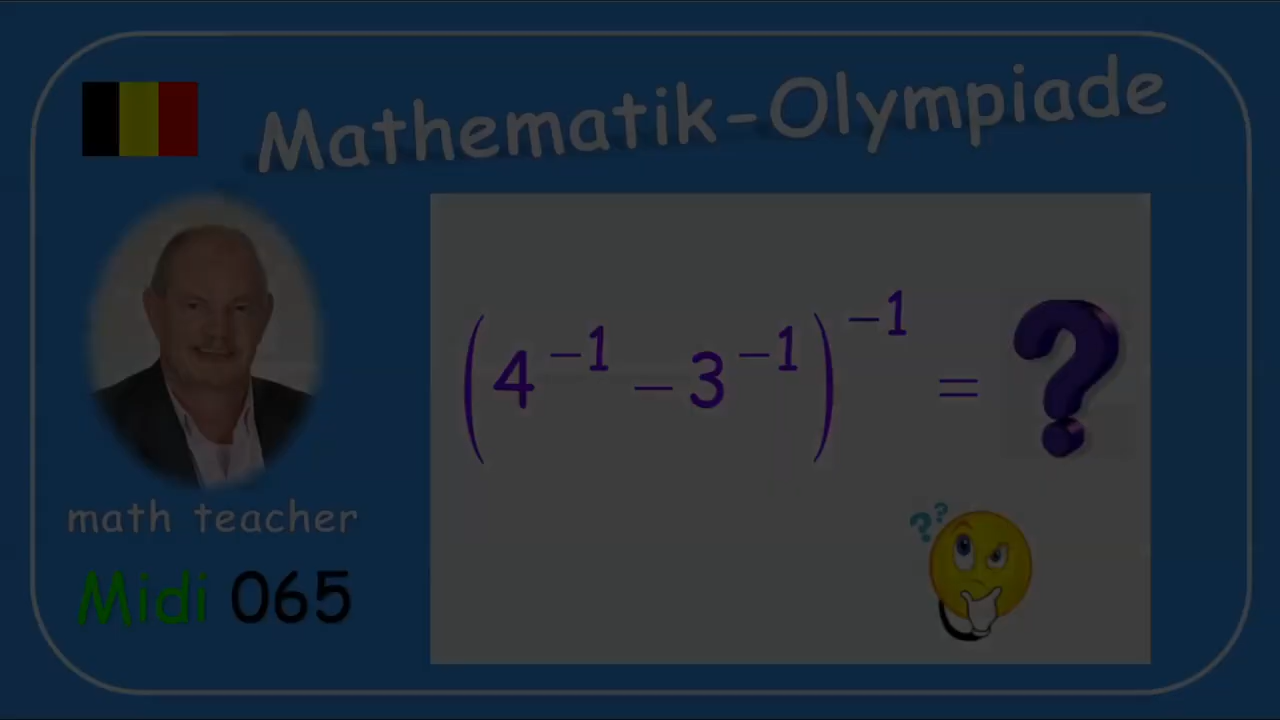 Mathematik-Olympiade
(4⁻¹ – 3⁻¹)⁻¹ = ?
? ?
math teacher
Midi 065